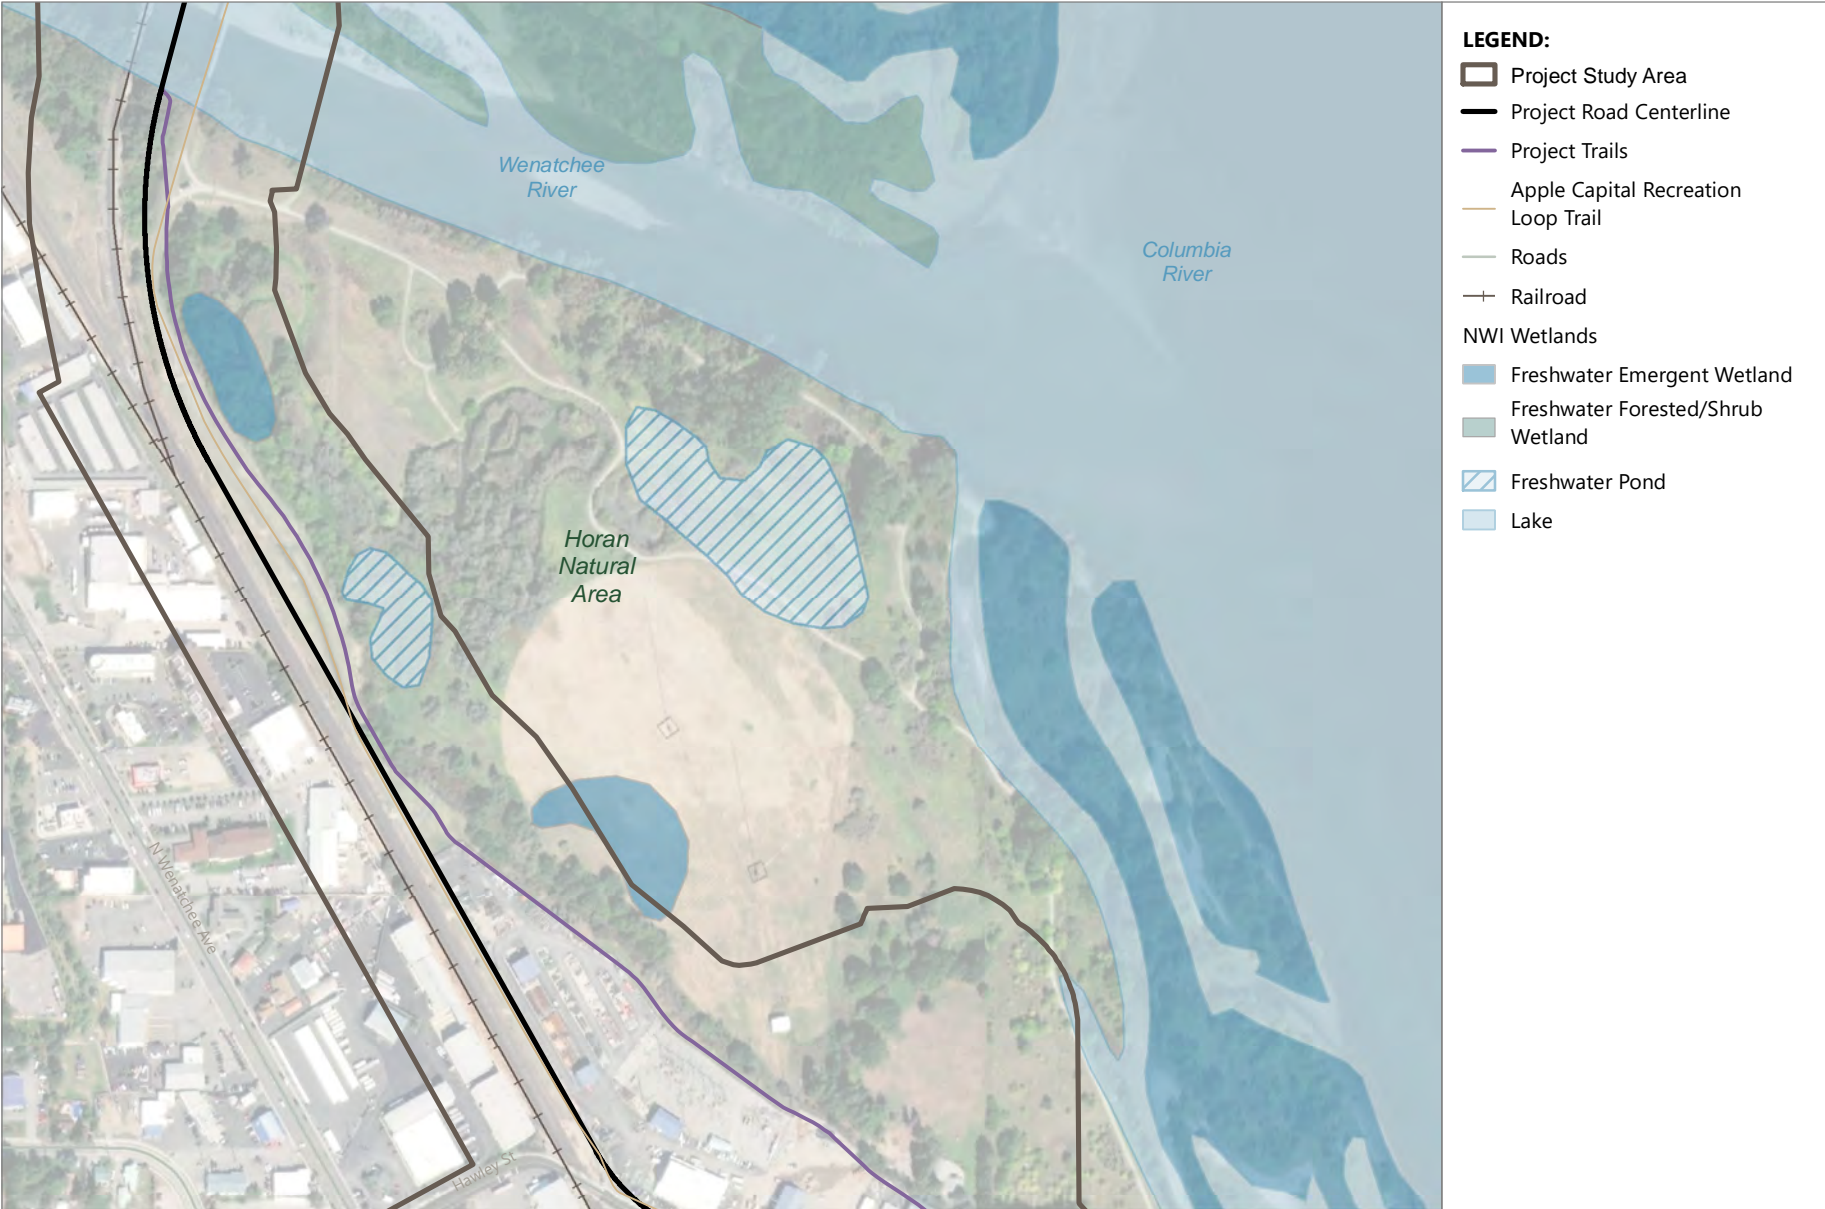 Wenatchee
River
Columbia
River
Horan
Natural
Area
N Wenatchee Ave
Hawley St
LEGEND:
Project Study Area
Project Road Centerline
Project Trails
Apple Capital Recreation
Loop Trail
Roads
Railroad
NWI Wetlands
Freshwater Emergent Wetland
Freshwater Forested/Shrub
Wetland
Freshwater Pond
Lake